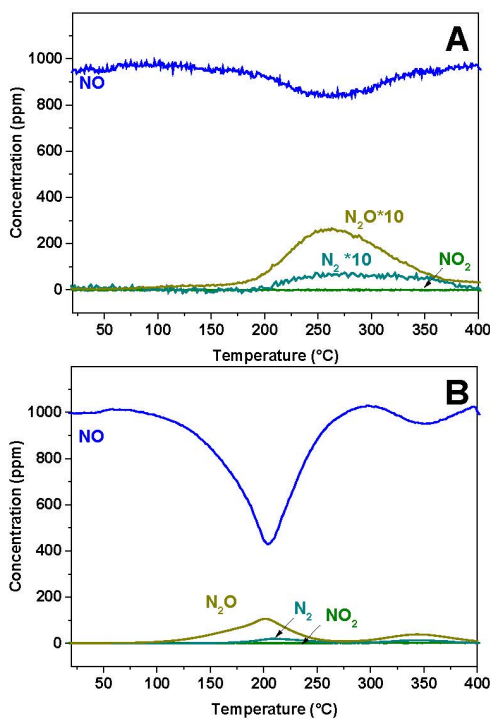 A
1000
NO
800
600
400
200
0
N₂O*10
N₂ *10
NO₂
50 100 150 200 250 300 350 400
Temperature (°C)
Concentration (ppm)
B
1000
NO
800
600
400
200
0
N₂O
N₂
NO₂
50 100 150 200 250 300 350 400
Temperature (°C)
Concentration (ppm)